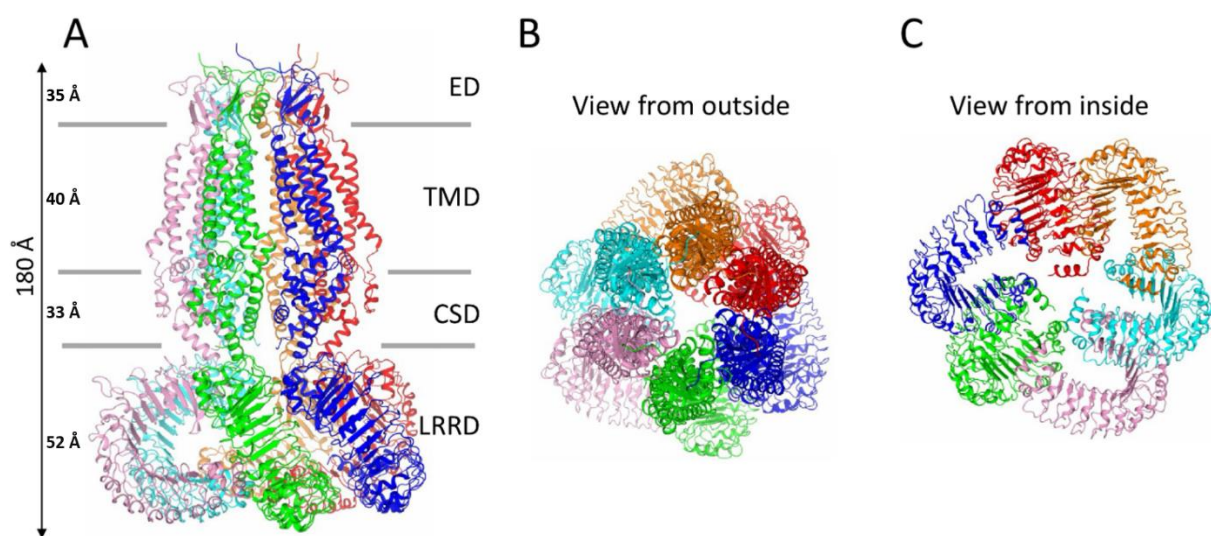 A
B
C
View from outside
View from inside
180 Å
35 Å
ED
40 Å
TMD
33 Å
CSD
52 Å
LRRD